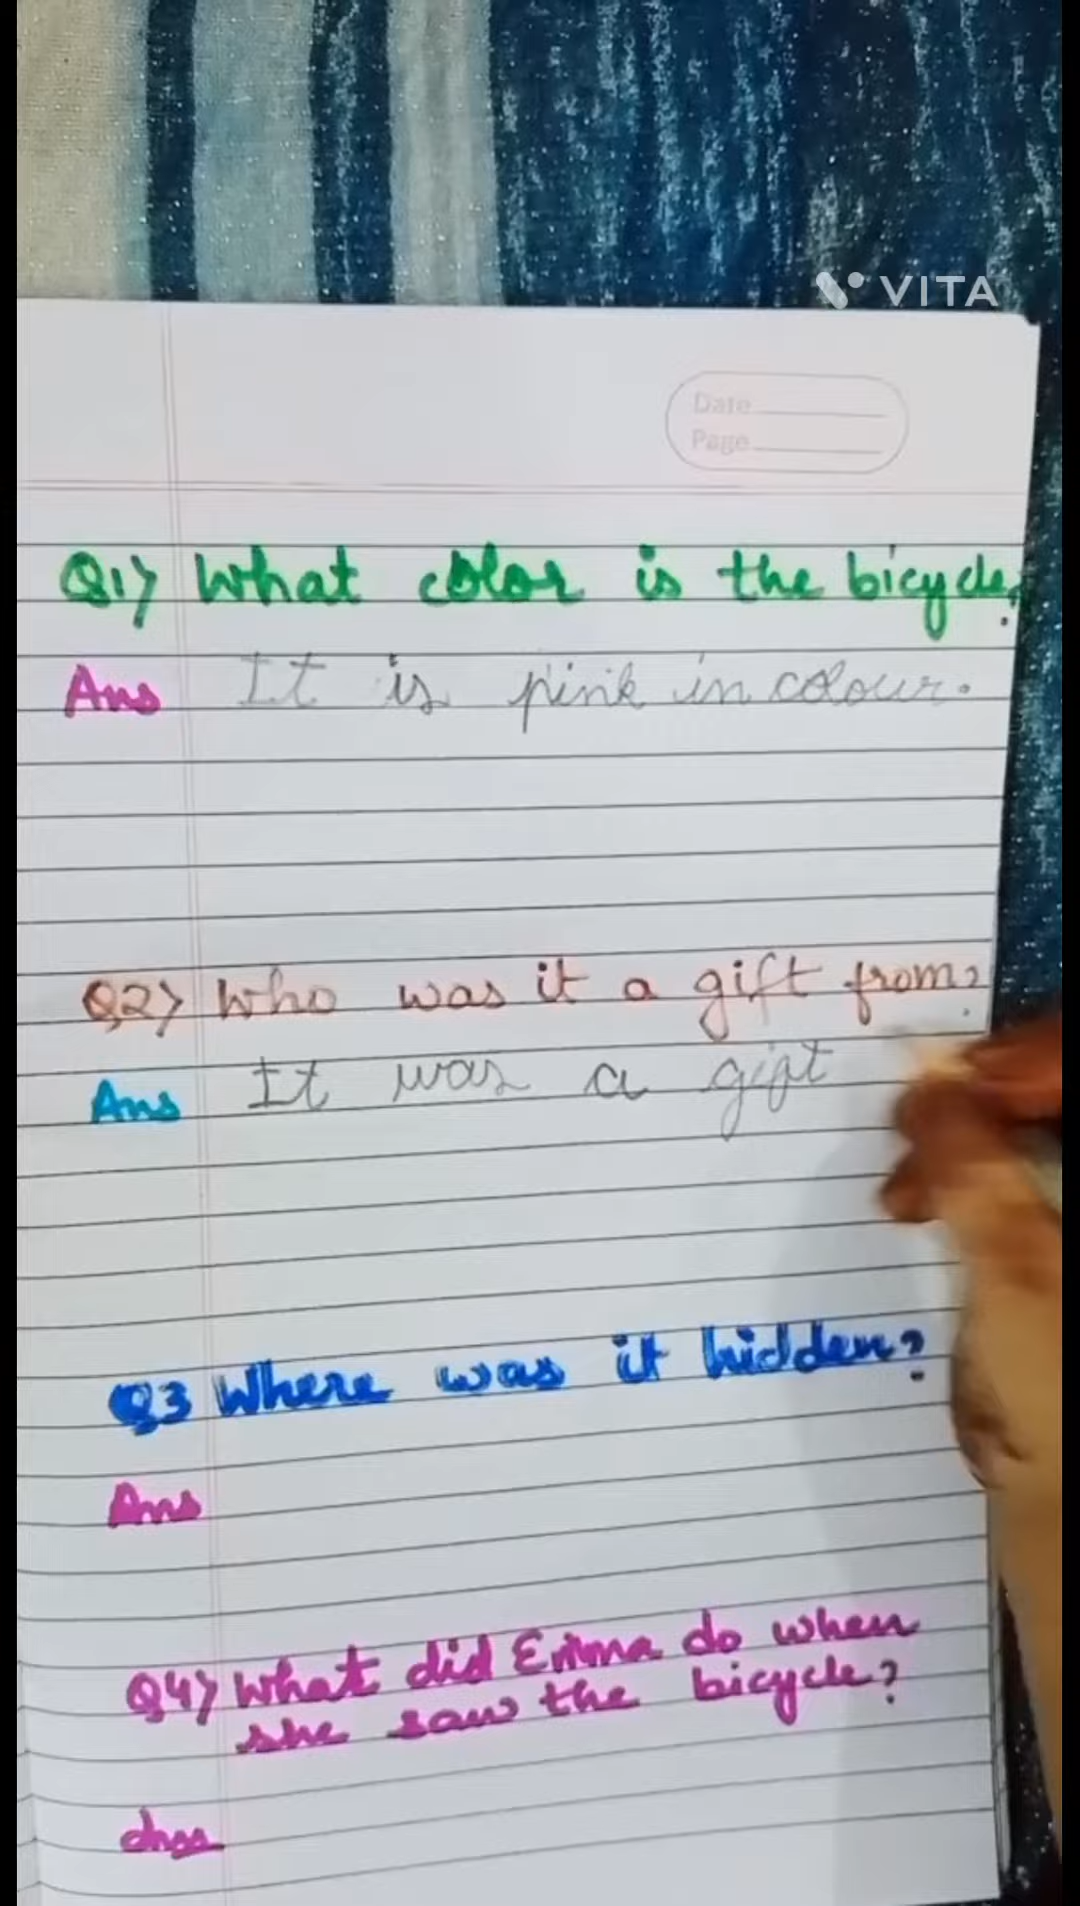 VITA
Date
Page
Q1> What color is the bicycle?
Ans It is pink in colour.
Q2> Who was it a gift from?
Ans It was a gift
Q3 Where was it hidden?
Ans
Q4> What did Emma do when
she saw the bicycle?
Ans